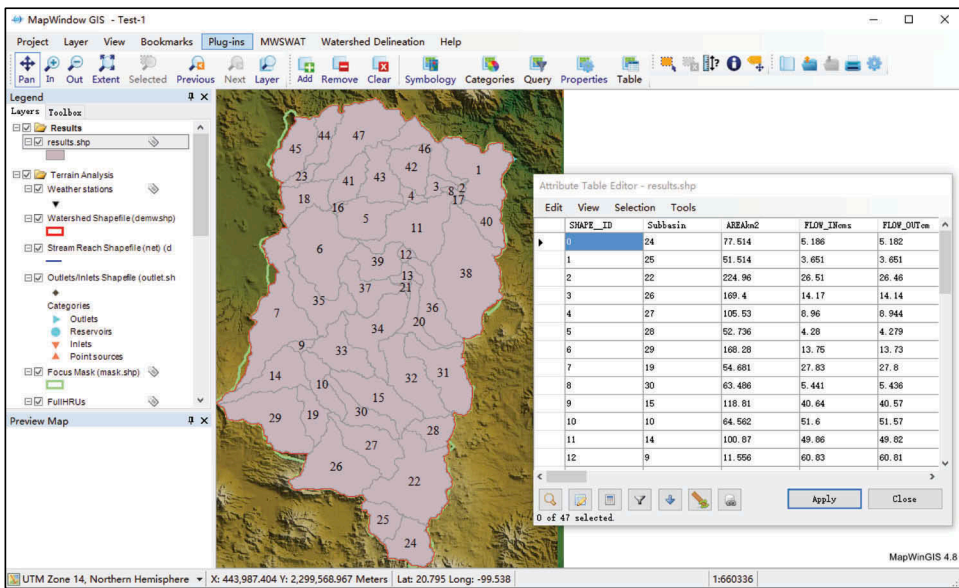 MapWindow GIS - Test-1
Project Layer View Bookmarks Plug-ins MWSWAT Watershed Delineation Help
Pan In Out Extent Selected Previous Next Layer Add Remove Clear Symbology Categories Query Properties Table
Legend
Layers Toolbox
Results
results.shp
Terrain Analysis
Weather stations
Watershed Shapefile (demw.shp)
Stream Reach Shapefile (net) (d
Outlets/Inlets Shapefile (outlet.sh
Categories
Outlets
Reservoirs
Inlets
Point sources
Focus Mask (mask.shp)
FullHRUs
Preview Map
44 47
45 46
42 1
23 41 43
3 8 2
18 16 4 17
5 11 40
6 12
39
13 38
37 21
35 36
7 20
34
9 33
14 10 32 31
15
29 19 30
28
27
26
22
25
24
Attribute Table Editor - results.shp
Edit View Selection Tools
SHAPE__ID Subbasin AREAkm2 FLOW_INcms FLOW_OUTcm
0 24 77.514 5.186 5.182
1 25 51.514 3.651 3.651
2 22 224.96 26.51 26.46
3 26 169.4 14.17 14.14
4 27 105.53 8.96 8.944
5 28 52.736 4.28 4.279
6 29 168.28 13.75 13.73
7 19 54.681 27.83 27.8
8 30 63.486 5.441 5.436
9 15 118.81 40.64 40.57
10 10 64.562 51.6 51.57
11 14 100.87 49.86 49.82
12 9 11.556 60.83 60.81
Apply Close
0 of 47 selected.
MapWinGIS 4.8
UTM Zone 14, Northern Hemisphere X: 443,987.404 Y: 2,299,568.967 Meters Lat: 20.795 Long: -99.538 1:660336